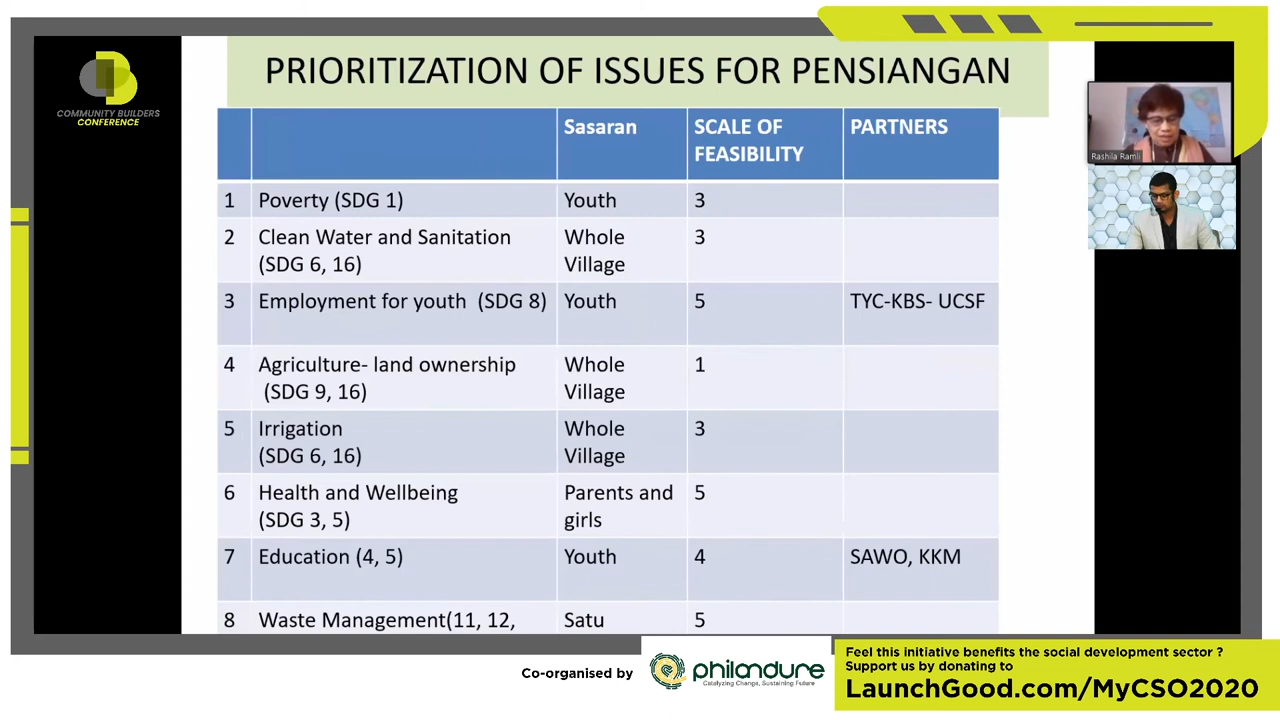 COMMUNITY BUILDERS
CONFERENCE
PRIORITIZATION OF ISSUES FOR PENSIANGAN
Sasaran SCALE OF FEASIBILITY PARTNERS
1 Poverty (SDG 1) Youth 3
2 Clean Water and Sanitation (SDG 6, 16) Whole Village 3
3 Employment for youth (SDG 8) Youth 5 TYC-KBS- UCSF
4 Agriculture- land ownership (SDG 9, 16) Whole Village 1
5 Irrigation (SDG 6, 16) Whole Village 3
6 Health and Wellbeing (SDG 3, 5) Parents and girls 5
7 Education (4, 5) Youth 4 SAWO, KKM
8 Waste Management(11, 12, Satu 5
Rashila Ramli
Co-organised by
philandure
Catalyzing Change, Sustaining Future
Feel this initiative benefits the social development sector ?
Support us by donating to
LaunchGood.com/MyCSO2020